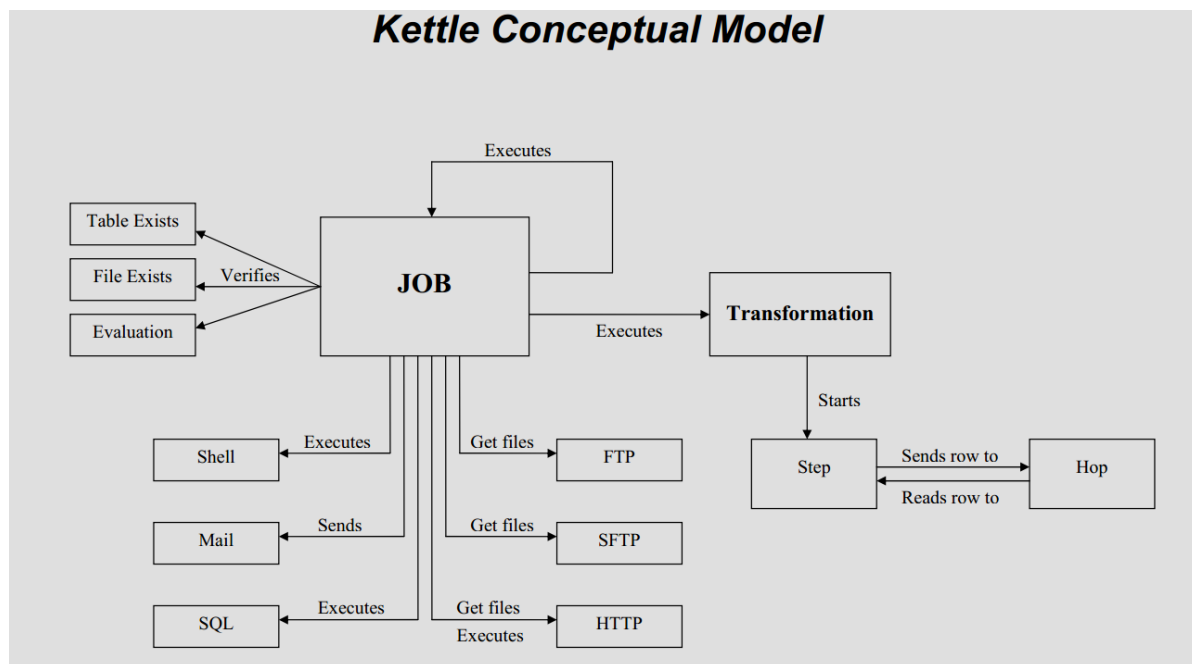 Kettle Conceptual Model
Executes
Table Exists
File Exists
Verifies
Evaluation
JOB
Executes
Transformation
Starts
Shell
Executes
Get files
FTP
Step
Sends row to
Reads row to
Hop
Mail
Sends
Get files
SFTP
SQL
Executes
Get files
Executes
HTTP